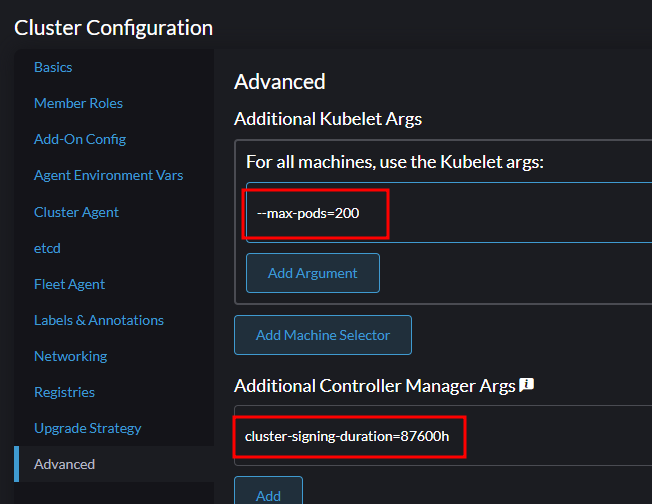 Cluster Configuration
Basics
Member Roles
Add-On Config
Agent Environment Vars
Cluster Agent
etcd
Fleet Agent
Labels & Annotations
Networking
Registries
Upgrade Strategy
Advanced
Advanced
Additional Kubelet Args
For all machines, use the Kubelet args:
--max-pods=200
Add Argument
Add Machine Selector
Additional Controller Manager Args
cluster-signing-duration=87600h
Add